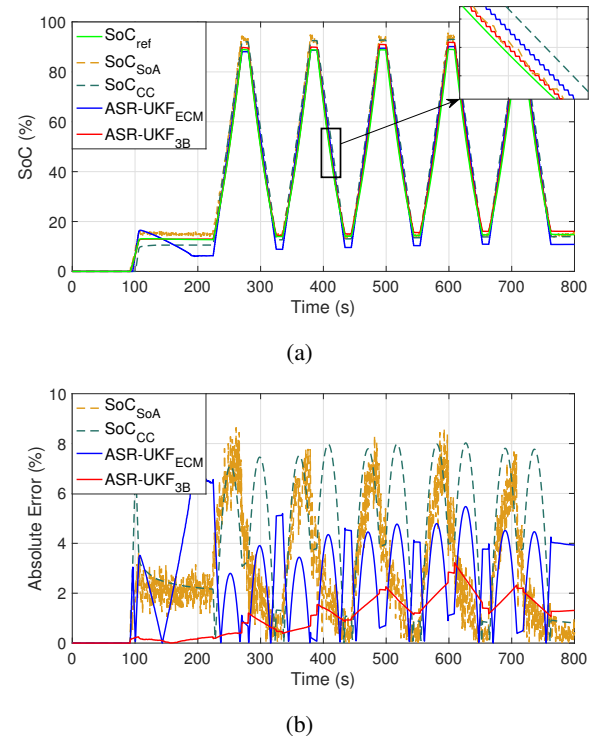 (a)
100
80
60
40
20
0
SoC (%)
SoC_ref
SoC_SoA
SoC_CC
ASR-UKF_ECM
ASR-UKF_3B
0 100 200 300 400 500 600 700 800
Time (s)
(a)
10
8
6
4
2
0
Absolute Error (%)
SoC_SoA
SoC_CC
ASR-UKF_ECM
ASR-UKF_3B
0 100 200 300 400 500 600 700 800
Time (s)
(b)